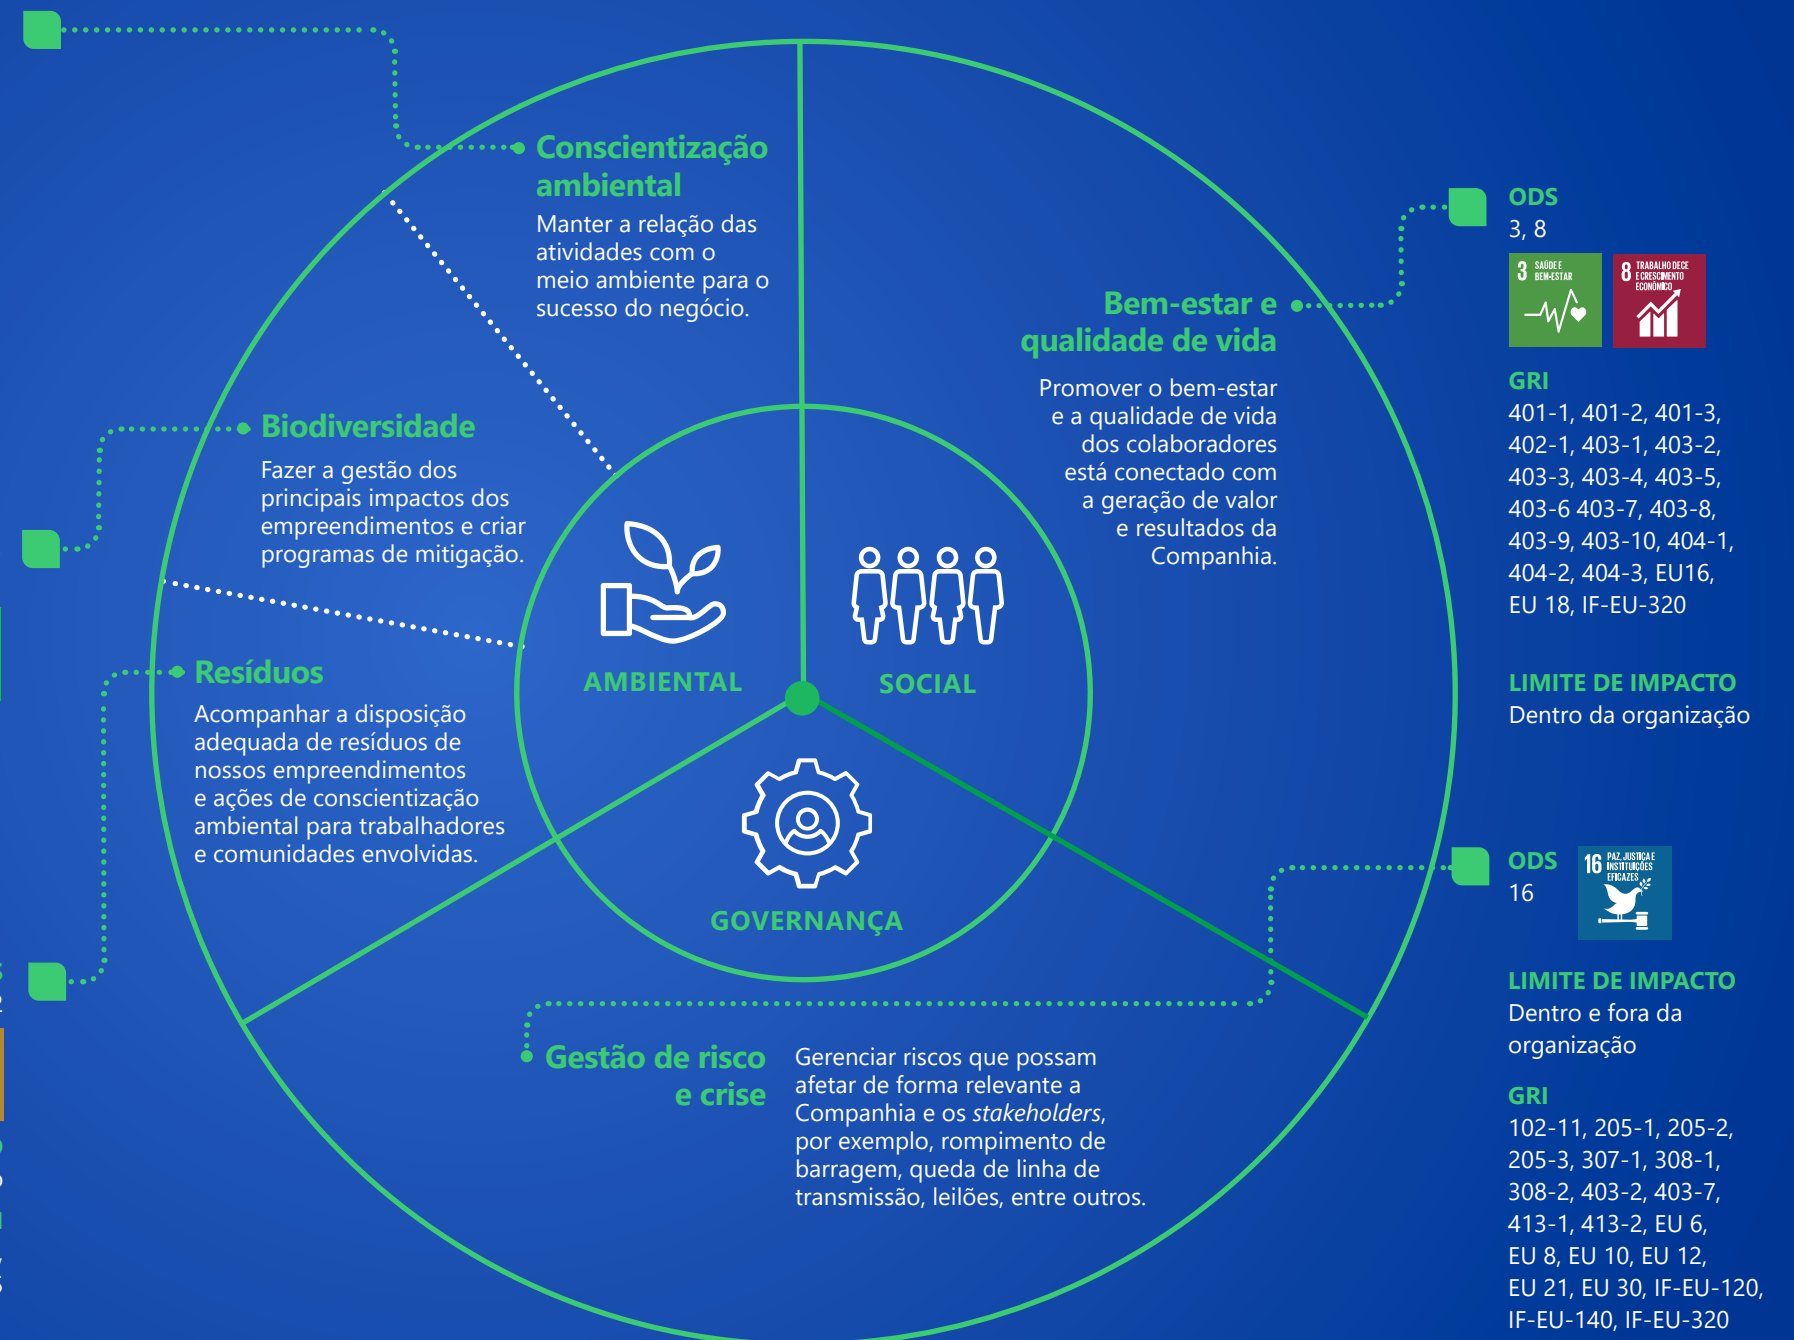 Conscientização
ambiental
Manter a relação das
atividades com o
meio ambiente para o
sucesso do negócio.
Biodiversidade
Fazer a gestão dos
principais impactos dos
empreendimentos e criar
programas de mitigação.
Resíduos
Acompanhar a disposição
adequada de resíduos de
nossos empreendimentos
e ações de conscientização
ambiental para trabalhadores
e comunidades envolvidas.
AMBIENTAL
SOCIAL
GOVERNANÇA
Bem-estar e
qualidade de vida
Promover o bem-estar
e a qualidade de vida
dos colaboradores
está conectado com
a geração de valor
e resultados da
Companhia.
Gestão de risco
e crise
Gerenciar riscos que possam
afetar de forma relevante a
Companhia e os stakeholders,
por exemplo, rompimento de
barragem, queda de linha de
transmissão, leilões, entre outros.
ODS
3, 8
3 SAÚDE E
BEM-ESTAR
8 TRABALHO DECE
E CRESCIMENTO
ECONÔMICO
GRI
401-1, 401-2, 401-3,
402-1, 403-1, 403-2,
403-3, 403-4, 403-5,
403-6 403-7, 403-8,
403-9, 403-10, 404-1,
404-2, 404-3, EU16,
EU 18, IF-EU-320
LIMITE DE IMPACTO
Dentro da organização
ODS
16
16 PAZ, JUSTIÇA E
INSTITUIÇÕES
EFICAZES
LIMITE DE IMPACTO
Dentro e fora da
organização
GRI
102-11, 205-1, 205-2,
205-3, 307-1, 308-1,
308-2, 403-2, 403-7,
413-1, 413-2, EU 6,
EU 8, EU 10, EU 12,
EU 21, EU 30, IF-EU-120,
IF-EU-140, IF-EU-320